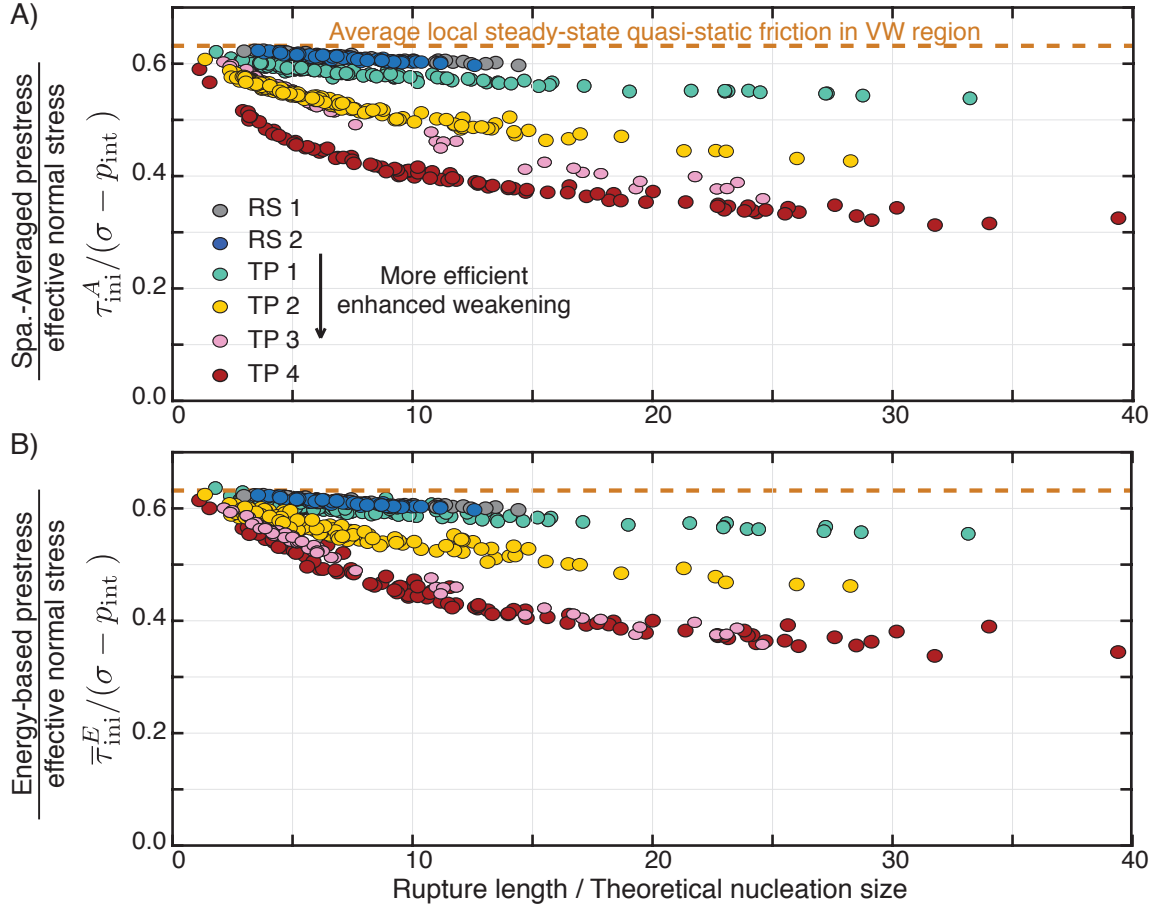 A)
Average local steady-state quasi-static friction in VW region
Spa.-Averaged prestress
effective normal stress
τ^A_ini/(σ − p_int)
0.6
0.4
0.2
0.0
RS 1
RS 2
TP 1
TP 2
TP 3
TP 4
More efficient
enhanced weakening
0 10 20 30 40
B)
Energy-based prestress
effective normal stress
τ̅^E_ini/(σ − p_int)
0.6
0.4
0.2
0.0
0 10 20 30 40
Rupture length / Theoretical nucleation size